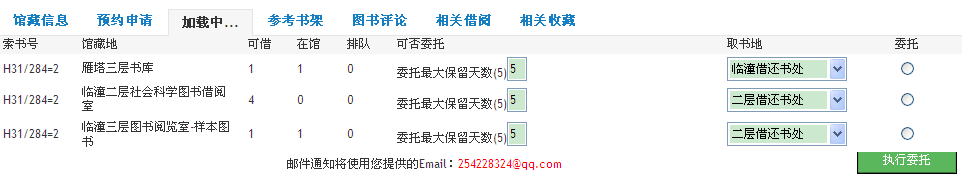 馆藏信息 预约申请 加载中... 参考书架 图书评论 相关借阅 相关收藏
索书号 馆藏地 可借 在馆 排队 可否委托 取书地 委托
H31/284=2 雁塔三层书库 1 1 0 委托最大保留天数(5) 5 临潼借还书处
H31/284=2 临潼二层社会科学图书借阅室 4 0 0 委托最大保留天数(5) 5 二层借还书处
H31/284=2 临潼三层图书阅览室-样本图书 1 1 0 委托最大保留天数(5) 5 二层借还书处
邮件通知将使用您提供的Email：254228324@qq.com 执行委托